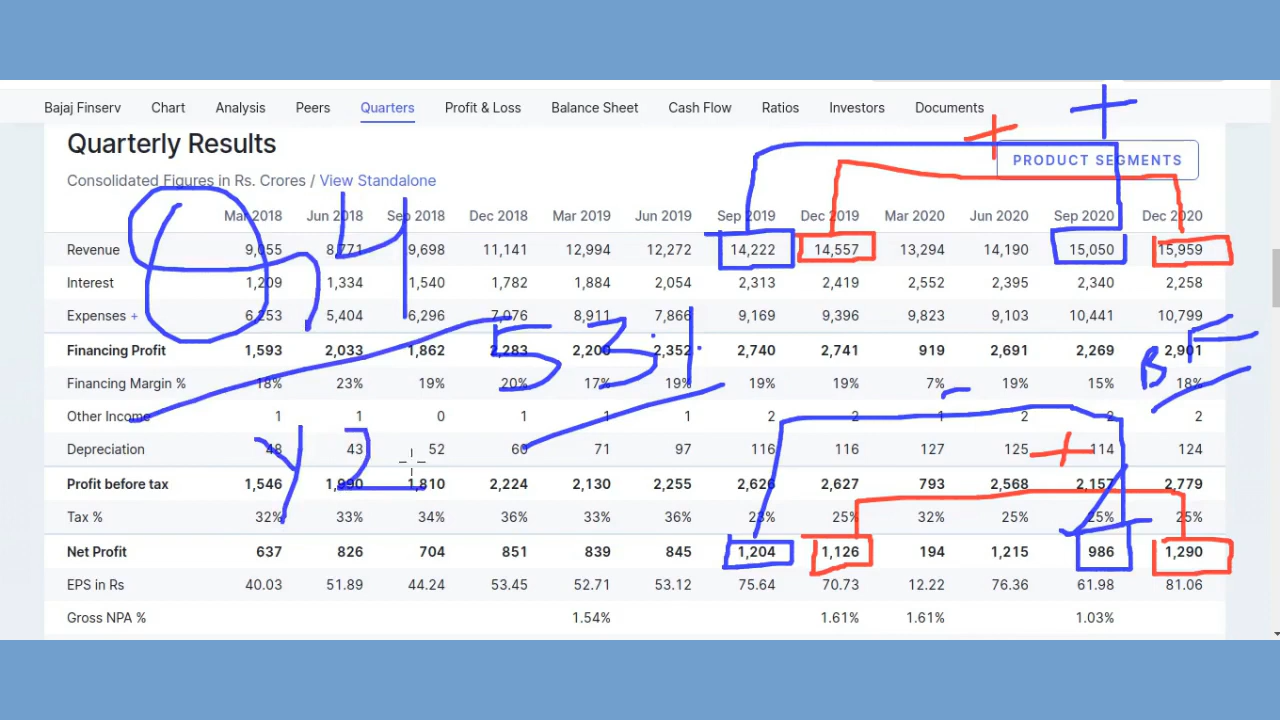 Bajaj Finserv Chart Analysis Peers Quarters Profit & Loss Balance Sheet Cash Flow Ratios Investors Documents
Quarterly Results
PRODUCT SEGMENTS
Consolidated Figures in Rs. Crores / View Standalone
Mar 2018 Jun 2018 Sep 2018 Dec 2018 Mar 2019 Jun 2019 Sep 2019 Dec 2019 Mar 2020 Jun 2020 Sep 2020 Dec 2020
Revenue 9,055 8,771 9,698 11,141 12,994 12,272 14,222 14,557 13,294 14,190 15,050 15,959
Interest 1,209 1,334 1,540 1,782 1,884 2,054 2,313 2,419 2,552 2,395 2,340 2,258
Expenses + 6,253 5,404 6,296 7,076 8,911 7,866 9,169 9,396 9,823 9,103 10,441 10,799
Financing Profit 1,593 2,033 1,862 2,283 2,200 2,352 2,740 2,741 919 2,691 2,269 2,901
Financing Margin % 18% 23% 19% 20% 17% 19% 19% 19% 7% 19% 15% 18%
Other Income 1 1 0 1 1 1 2 2 1 2 2 2
Depreciation 48 43 52 60 71 97 116 116 127 125 114 124
Profit before tax 1,546 1,990 1,810 2,224 2,130 2,255 2,626 2,627 793 2,568 2,157 2,779
Tax % 32% 33% 34% 36% 33% 36% 23% 25% 32% 25% 25% 25%
Net Profit 637 826 704 851 839 845 1,204 1,126 194 1,215 986 1,290
EPS in Rs 40.03 51.89 44.24 53.45 52.71 53.12 75.64 70.73 12.22 76.36 61.98 81.06
Gross NPA % 1.54% 1.61% 1.61% 1.03%